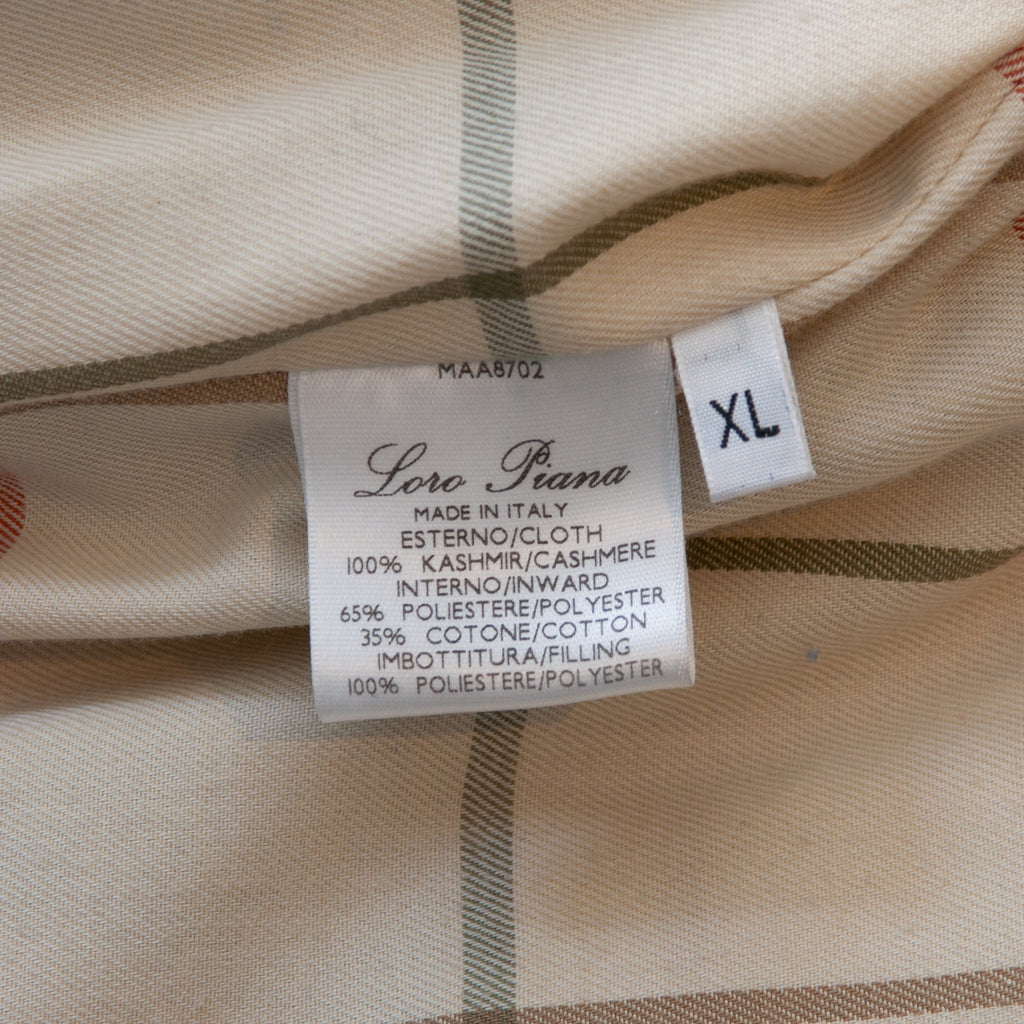 MAA8702
Loro Piana
MADE IN ITALY
ESTERNO/CLOTH
100% KASHMIR/CASHMERE
INTERNO/INWARD
65% POLIESTERE/POLYESTER
35% COTONE/COTTON
IMBOTTITURA/FILLING
100% POLIESTERE/POLYESTER
XL